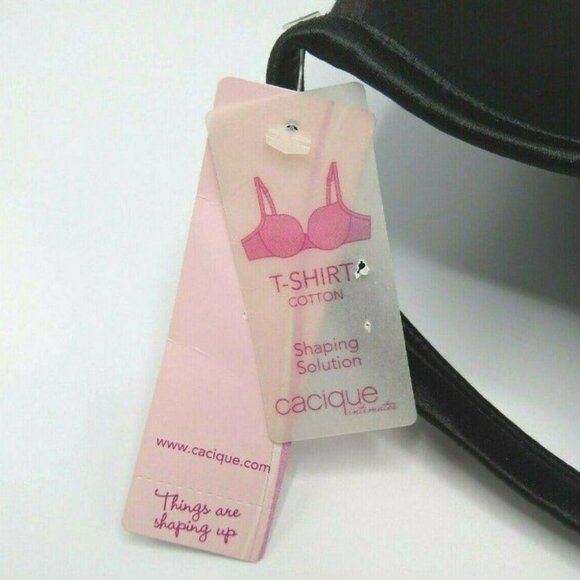 T-SHIRT
COTTON
Shaping
Solution
cacique
intimates
www.cacique.com
Things are
shaping up